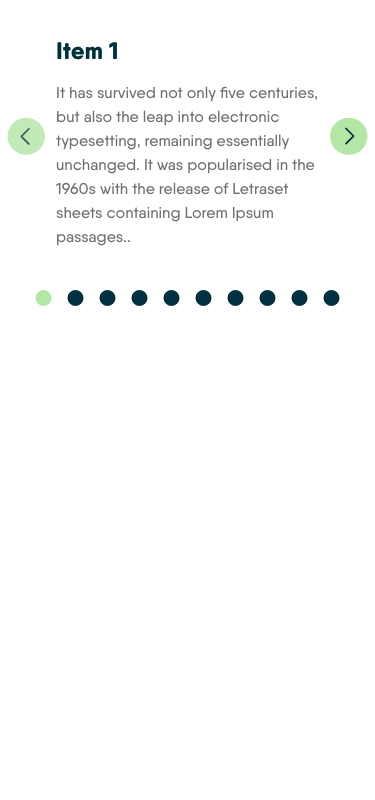 Item 1
It has survived not only five centuries,
but also the leap into electronic
typesetting, remaining essentially
unchanged. It was popularised in the
1960s with the release of Letraset
sheets containing Lorem Ipsum
passages..